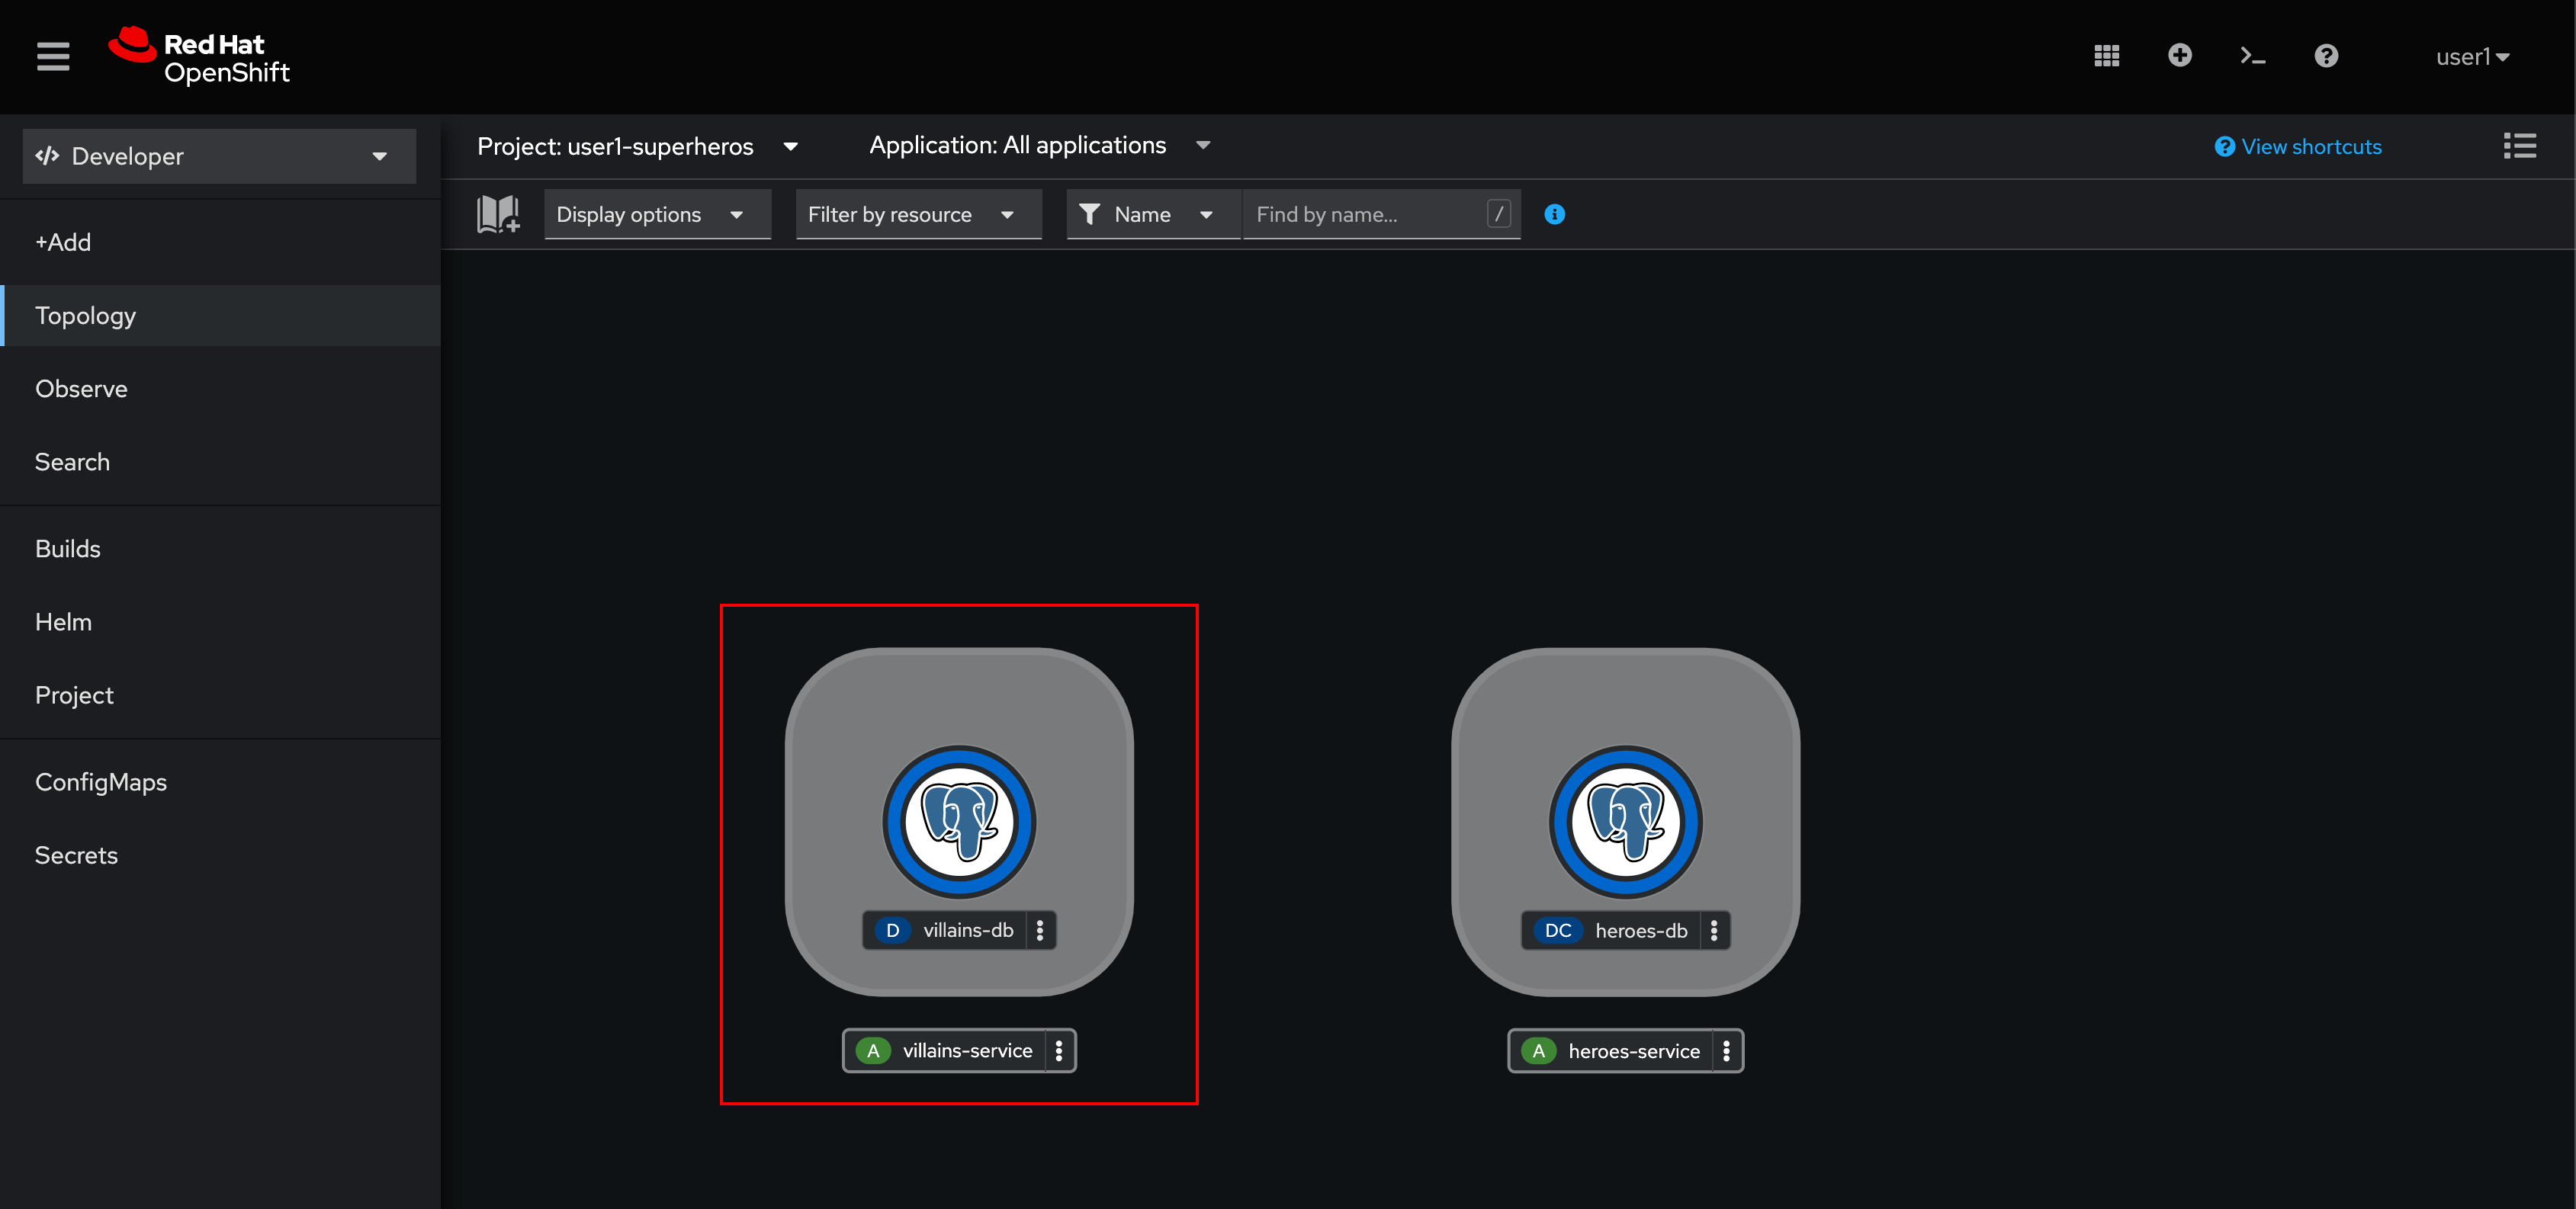 Red Hat
OpenShift
user1
Developer
Project: user1-superheros
Application: All applications
View shortcuts
Display options
Filter by resource
Name
Find by name...
/
+Add
Topology
Observe
Search
Builds
Helm
Project
ConfigMaps
Secrets
D villains-db
DC heroes-db
A villains-service
A heroes-service